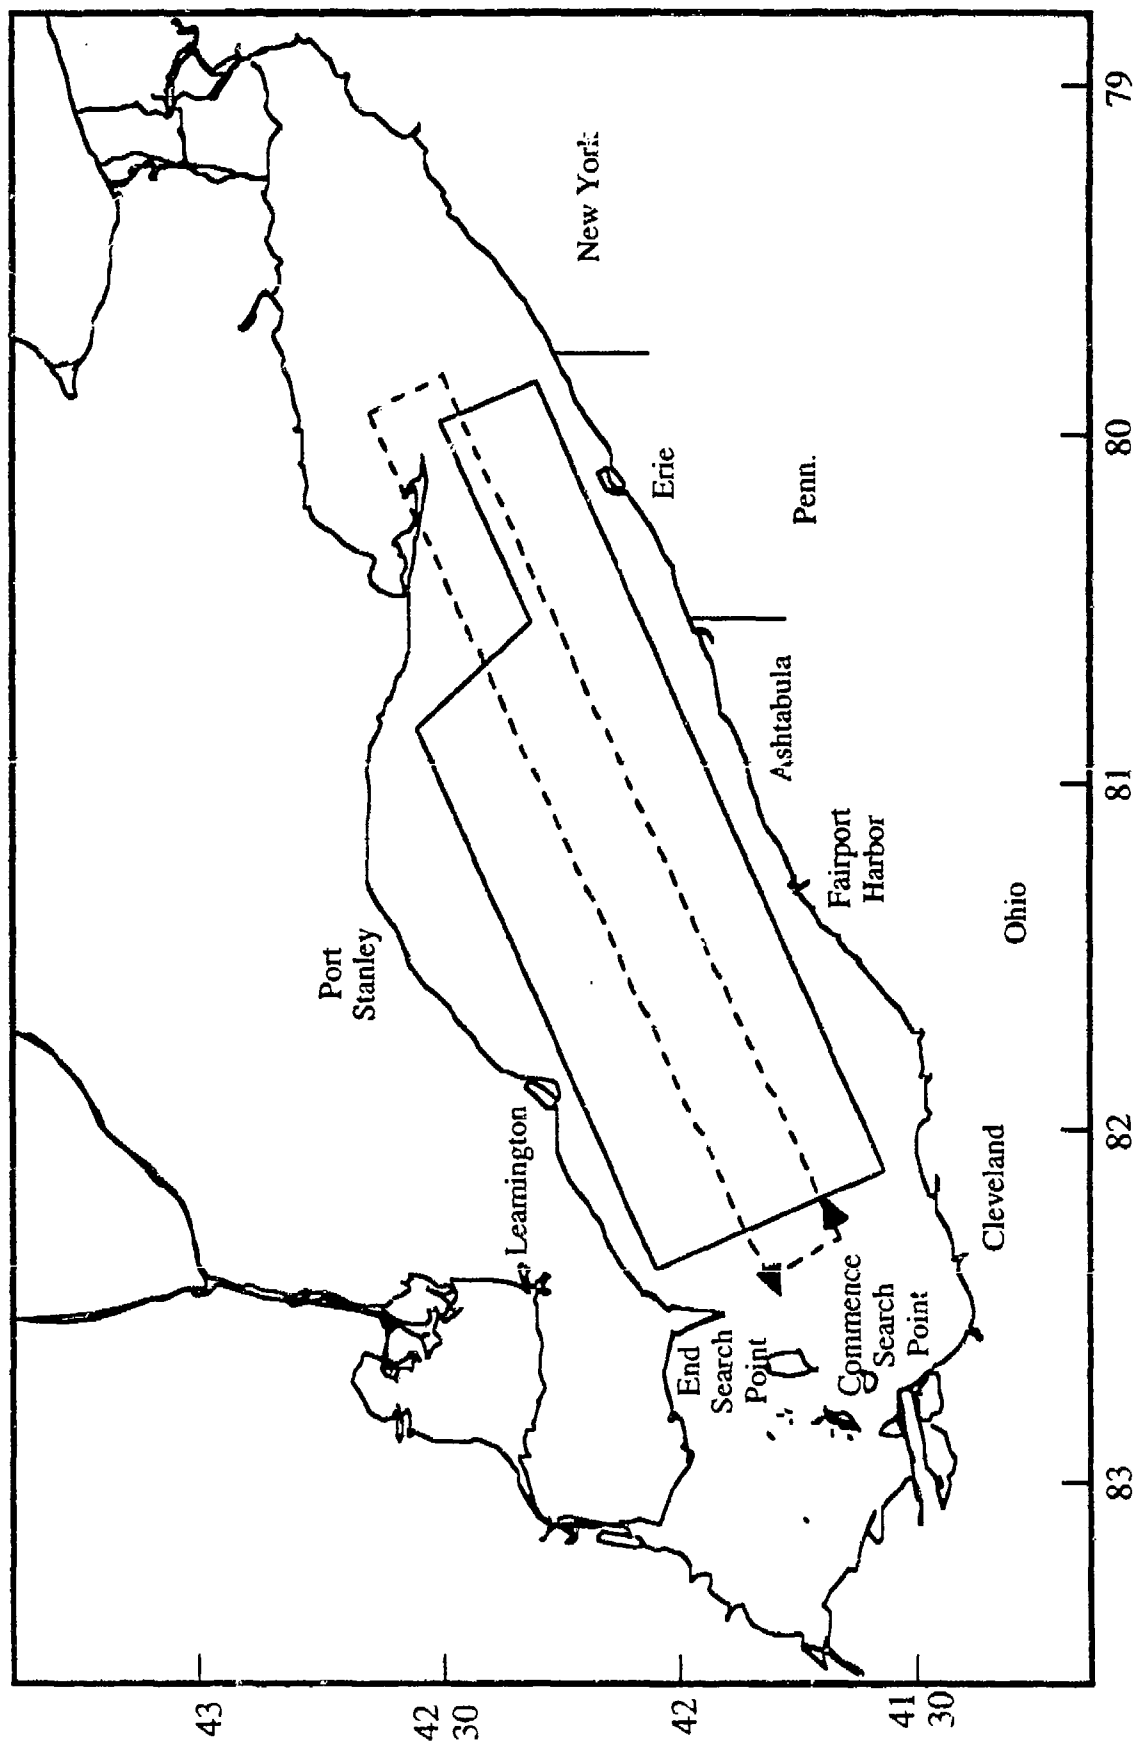 43
42
30
42
41
30
Port
Stanley
Leamington
End
Search
Point
Commence
Search
Point
Cleveland
Fairport
Harbor
Ohio
Ashtabula
Erie
Penn.
New York
83
82
81
80
79